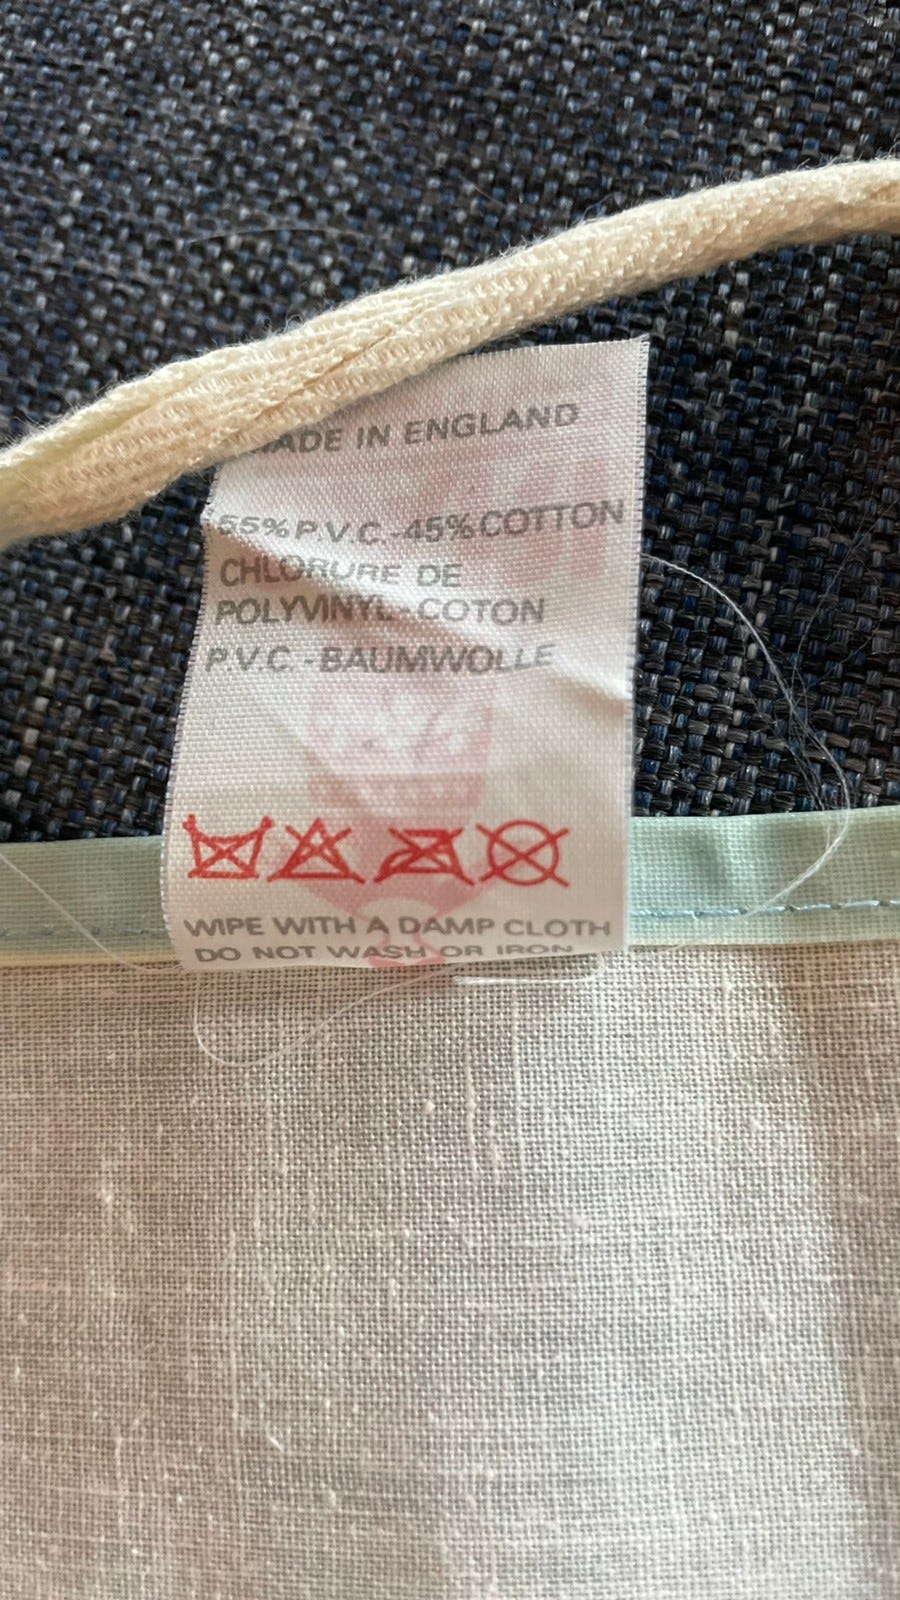 MADE IN ENGLAND
55% P.V.C.-45% COTTON
CHLORURE DE
POLYVINYL-COTON
P.V.C.-BAUMWOLLE
WIPE WITH A DAMP CLOTH
DO NOT WASH OR IRON